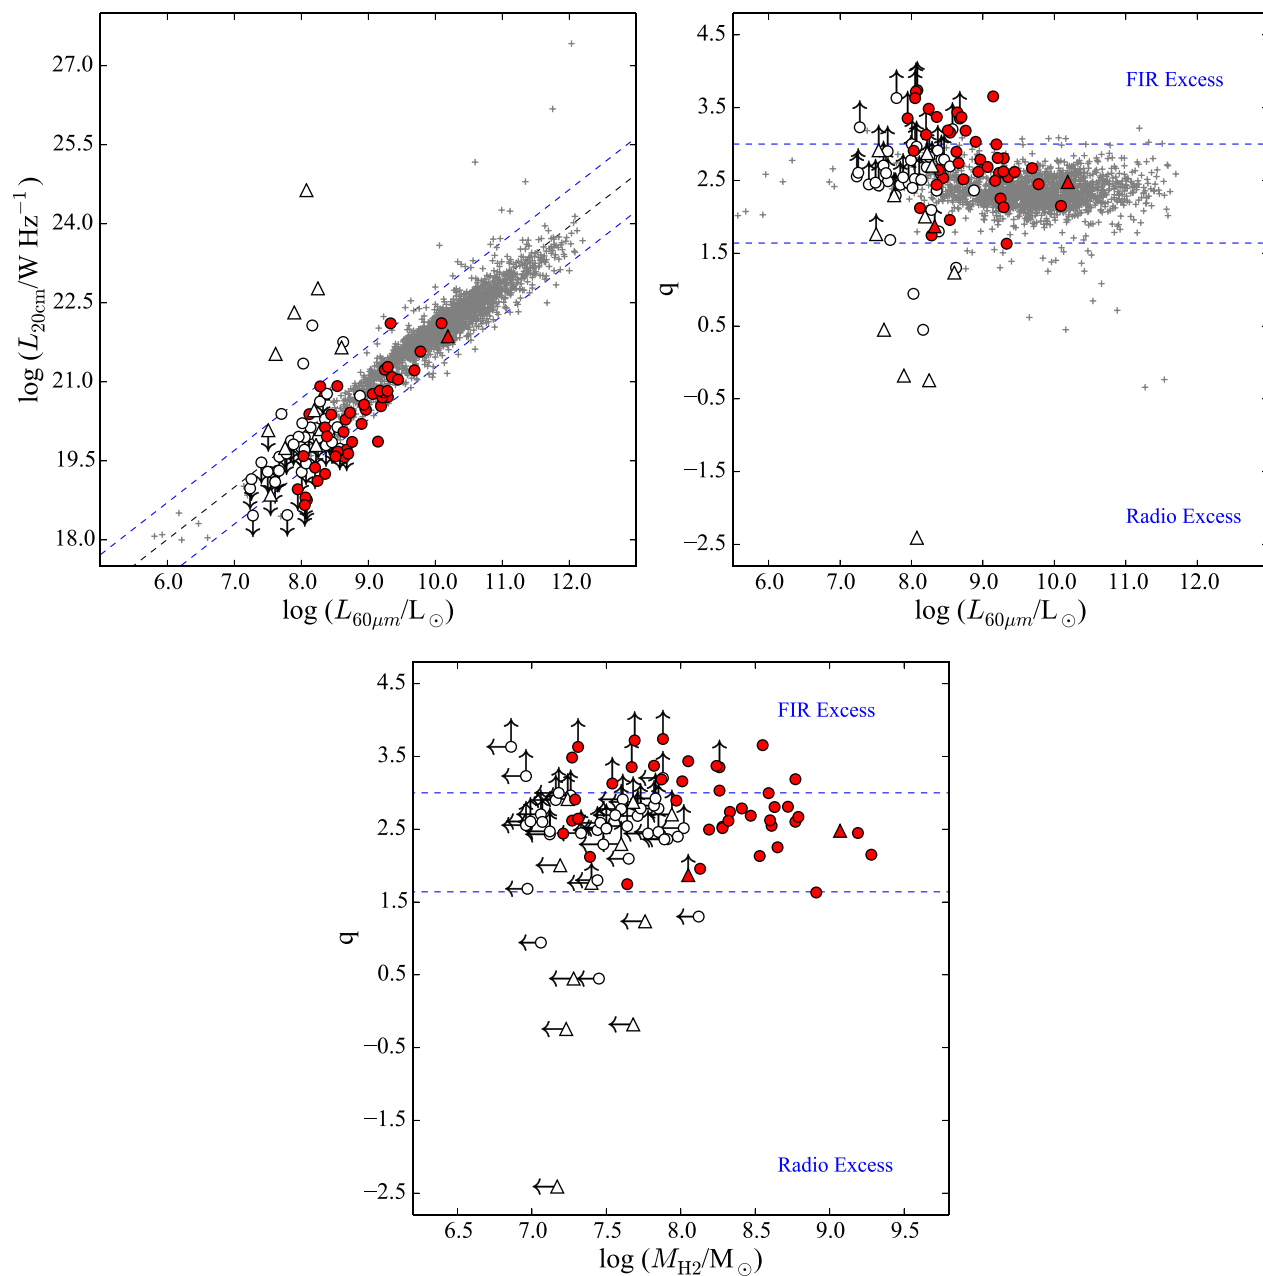 27.0
25.5
24.0
22.5
21.0
19.5
18.0
log (L20cm/W Hz−1)
6.0 7.0 8.0 9.0 10.0 11.0 12.0
log (L60μm/L⊙)
4.5
3.5
2.5
1.5
0.5
−0.5
−1.5
−2.5
q
FIR Excess
Radio Excess
6.0 7.0 8.0 9.0 10.0 11.0 12.0
log (L60μm/L⊙)
4.5
3.5
2.5
1.5
0.5
−0.5
−1.5
−2.5
q
FIR Excess
Radio Excess
6.5 7.0 7.5 8.0 8.5 9.0 9.5
log (MH2/M⊙)